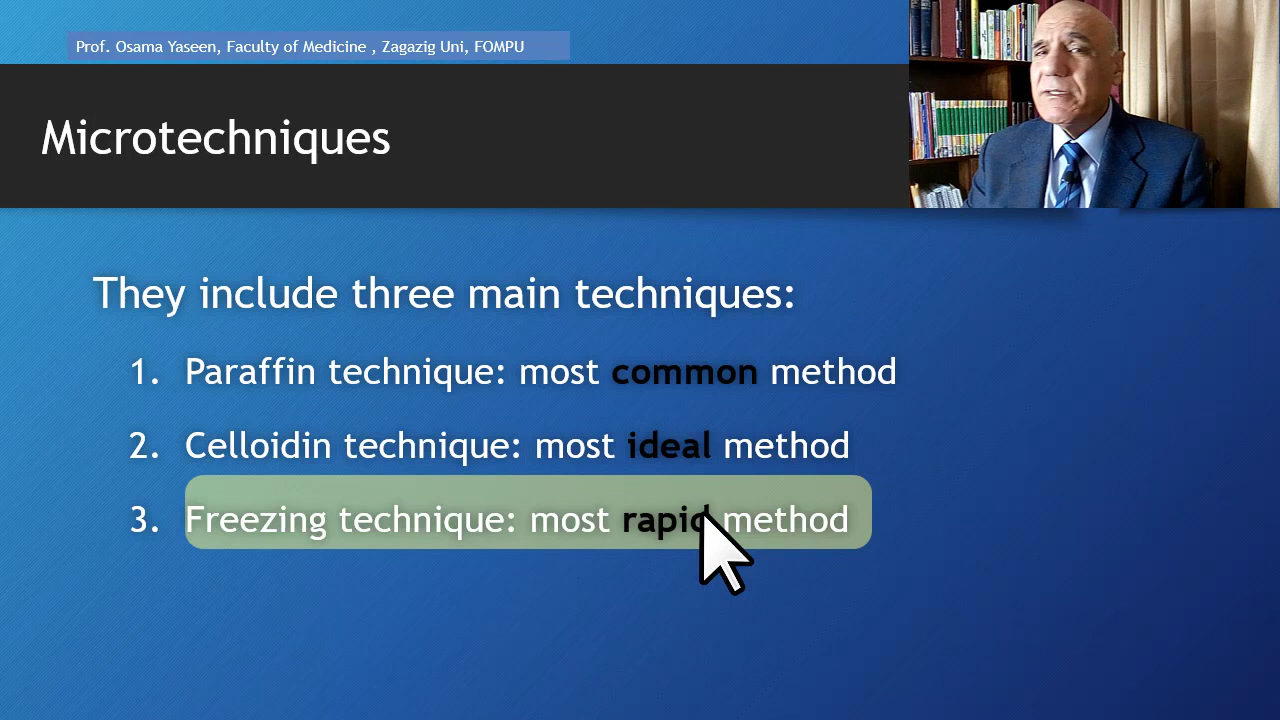 Prof. Osama Yaseen, Faculty of Medicine , Zagazig Uni, FOMPU
Microtechniques
They include three main techniques:
1. Paraffin technique: most common method
2. Celloidin technique: most ideal method
3. Freezing technique: most rapid method